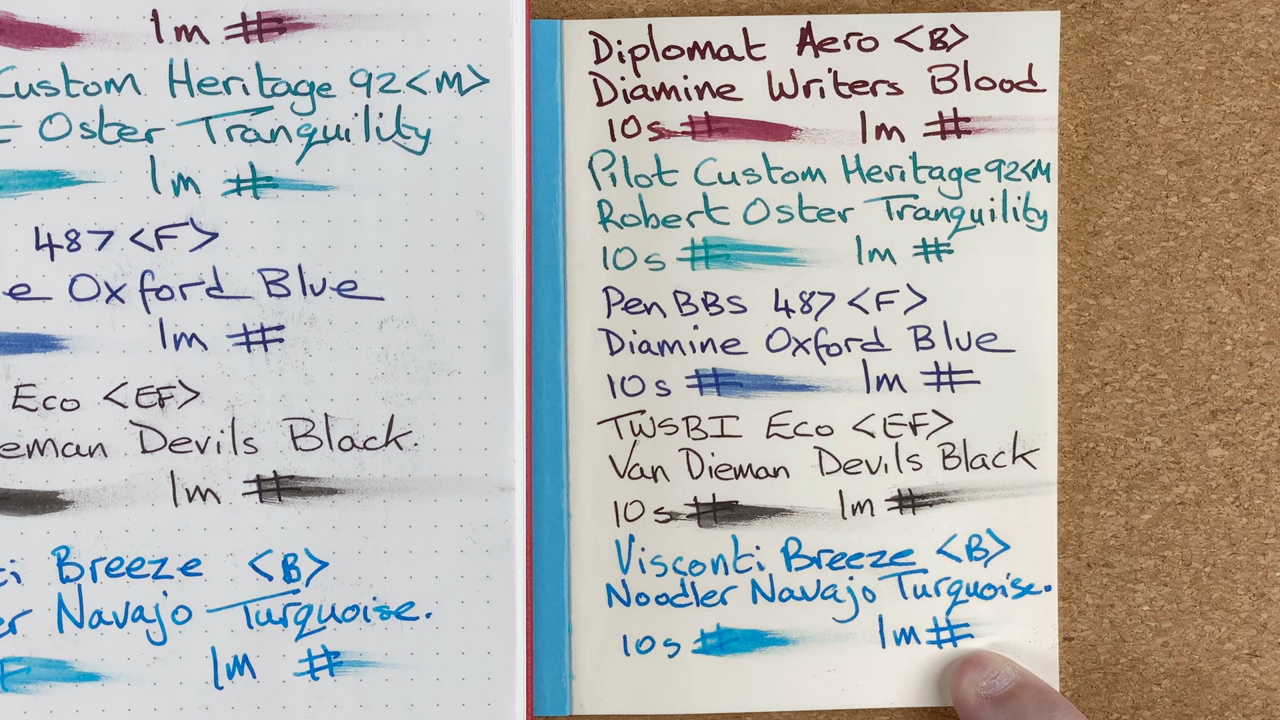 1m #
Custom Heritage 92 <M>
Oster Tranquility
1m #
487 <F>
Oxford Blue
1m #
Eco <EF>
Devils Black.
1m #
Breeze <B>
Navajo Turquoise.
1m #
Diplomat Aero <B>
Diamine Writers Blood
10s # 1m #
Pilot Custom Heritage 92<M
Robert Oster Tranquility
10s # 1m #
PenBBS 487 <F>
Diamine Oxford Blue
10s # 1m #
TWSBI Eco <EF>
Van Dieman Devils Black
10s # 1m #
Visconti Breeze <B>
Noodler Navajo Turquoise.
10s # 1m #